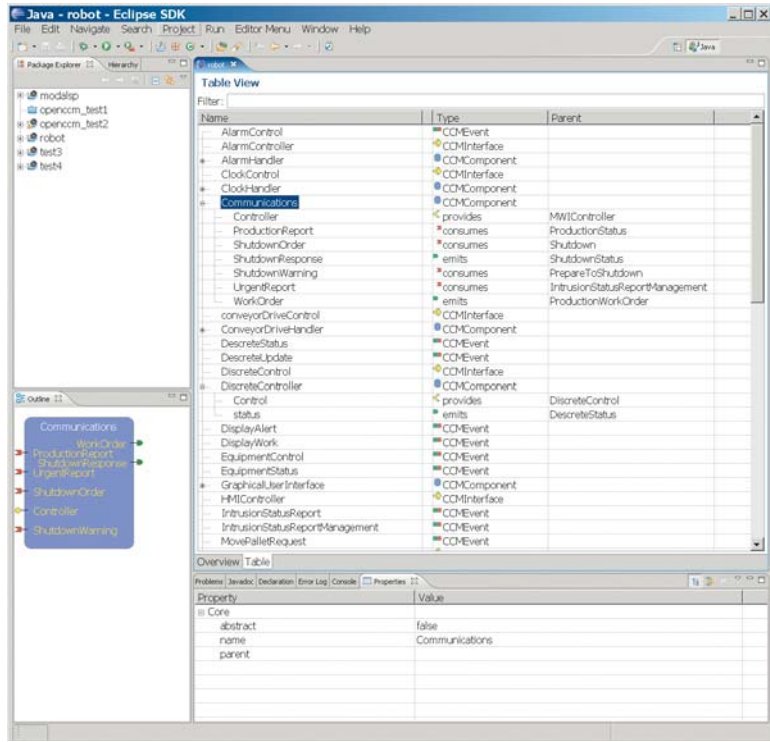 Java - robot - Eclipse SDK
File Edit Navigate Search Project Run Editor Menu Window Help
Java
Package Explorer Hierarchy
modalsp
openccm_test1
openccm_test2
robot
test3
test4
robot
Table View
Filter:
Name Type Parent
AlarmControl CCMEvent
AlarmController CCMInterface
AlarmHandler CCMComponent
ClockControl CCMInterface
ClockHandler CCMComponent
Communications CCMComponent
Controller provides MWIController
ProductionReport consumes ProductionStatus
ShutdownOrder consumes Shutdown
ShutdownResponse emits ShutdownStatus
ShutdownWarning consumes PrepareToShutdown
UrgentReport consumes IntrusionStatusReportManagement
WorkOrder emits ProductionWorkOrder
conveyorDriveControl CCMInterface
ConveyorDriveHandler CCMComponent
DescreteStatus CCMEvent
DescreteUpdate CCMEvent
DiscreteControl CCMInterface
DiscreteController CCMComponent
Control provides DiscreteControl
status emits DescreteStatus
DisplayAlert CCMEvent
DisplayWork CCMEvent
EquipmentControl CCMEvent
EquipmentStatus CCMEvent
GraphicalUserInterface CCMComponent
HMIController CCMInterface
IntrusionStatusReport CCMEvent
IntrusionStatusReportManagement CCMEvent
MovePalletRequest CCMEvent
Overview Table
Outline
Communications
WorkOrder
ProductionReport
ShutdownResponse
UrgentReport
ShutdownOrder
Controller
ShutdownWarning
Problems Javadoc Declaration Error Log Console Properties
Property Value
Core
abstract false
name Communications
parent